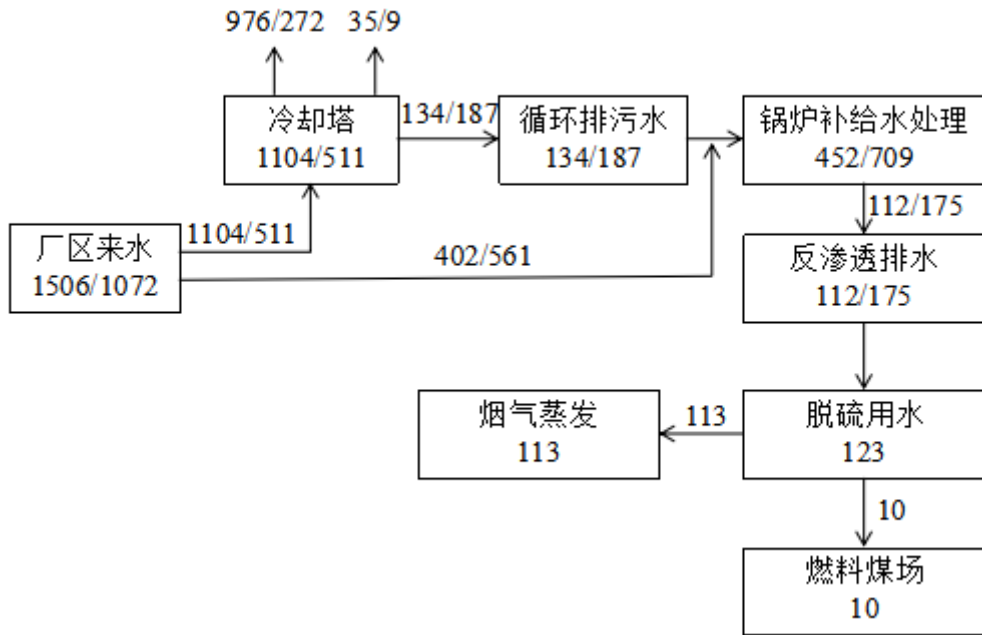 976/272
35/9
冷却塔
1104/511
134/187
循环排污水
134/187
锅炉补给水处理
452/709
112/175
厂区来水
1506/1072
1104/511
402/561
反渗透排水
112/175
烟气蒸发
113
113
脱硫用水
123
10
燃料煤场
10